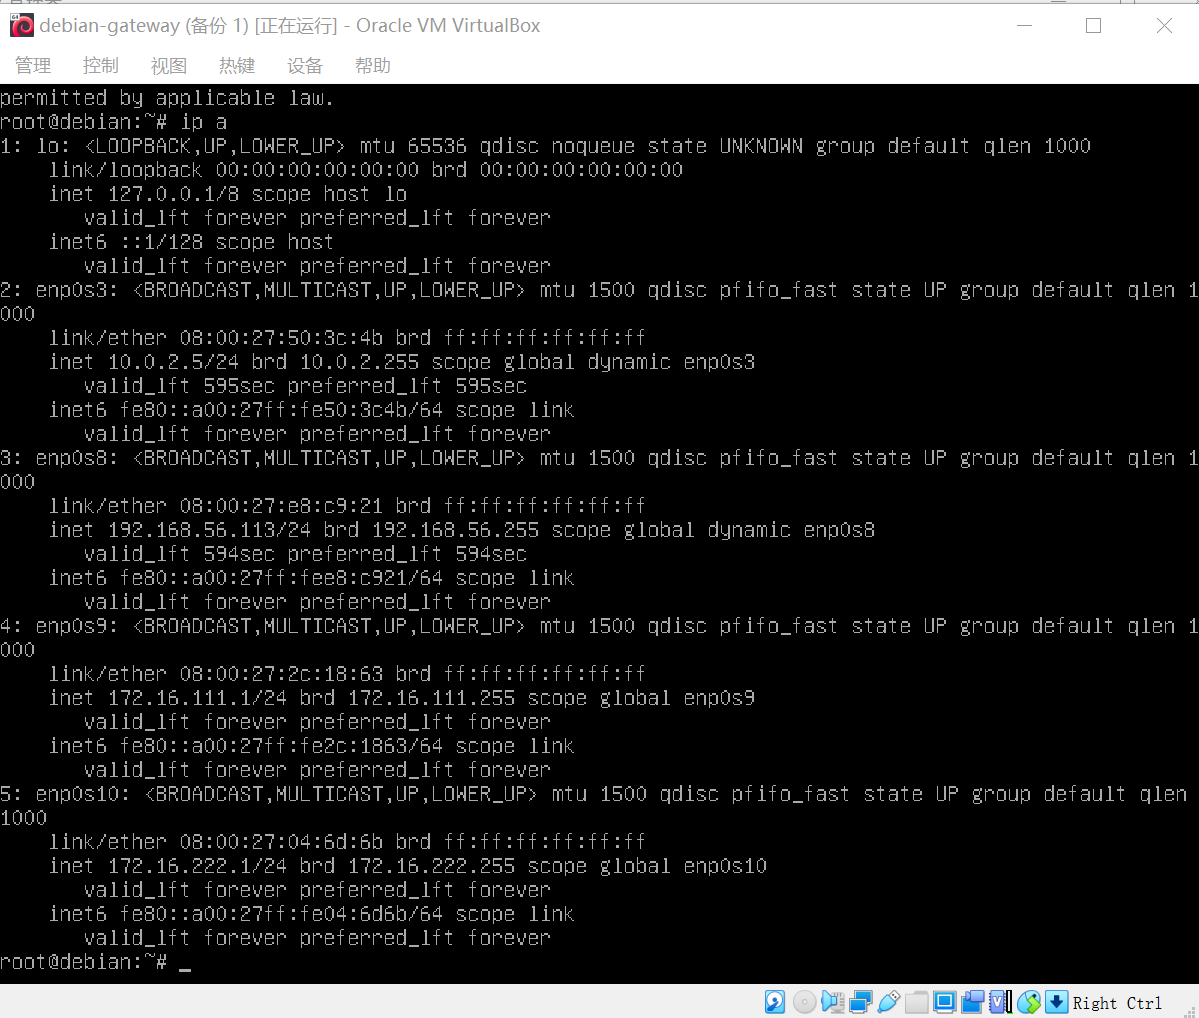 debian-gateway (备份 1) [正在运行] - Oracle VM VirtualBox
管理 控制 视图 热键 设备 帮助
permitted by applicable law.
root@debian:~# ip a
1: lo: <LOOPBACK,UP,LOWER_UP> mtu 65536 qdisc noqueue state UNKNOWN group default qlen 1000
    link/loopback 00:00:00:00:00:00 brd 00:00:00:00:00:00
    inet 127.0.0.1/8 scope host lo
       valid_lft forever preferred_lft forever
    inet6 ::1/128 scope host
       valid_lft forever preferred_lft forever
2: enp0s3: <BROADCAST,MULTICAST,UP,LOWER_UP> mtu 1500 qdisc pfifo_fast state UP group default qlen 1
000
    link/ether 08:00:27:50:3c:4b brd ff:ff:ff:ff:ff:ff
    inet 10.0.2.5/24 brd 10.0.2.255 scope global dynamic enp0s3
       valid_lft 595sec preferred_lft 595sec
    inet6 fe80::a00:27ff:fe50:3c4b/64 scope link
       valid_lft forever preferred_lft forever
3: enp0s8: <BROADCAST,MULTICAST,UP,LOWER_UP> mtu 1500 qdisc pfifo_fast state UP group default qlen 1
000
    link/ether 08:00:27:e8:c9:21 brd ff:ff:ff:ff:ff:ff
    inet 192.168.56.113/24 brd 192.168.56.255 scope global dynamic enp0s8
       valid_lft 594sec preferred_lft 594sec
    inet6 fe80::a00:27ff:fee8:c921/64 scope link
       valid_lft forever preferred_lft forever
4: enp0s9: <BROADCAST,MULTICAST,UP,LOWER_UP> mtu 1500 qdisc pfifo_fast state UP group default qlen 1
000
    link/ether 08:00:27:2c:18:63 brd ff:ff:ff:ff:ff:ff
    inet 172.16.111.1/24 brd 172.16.111.255 scope global enp0s9
       valid_lft forever preferred_lft forever
    inet6 fe80::a00:27ff:fe2c:1863/64 scope link
       valid_lft forever preferred_lft forever
5: enp0s10: <BROADCAST,MULTICAST,UP,LOWER_UP> mtu 1500 qdisc pfifo_fast state UP group default qlen
1000
    link/ether 08:00:27:04:6d:6b brd ff:ff:ff:ff:ff:ff
    inet 172.16.222.1/24 brd 172.16.222.255 scope global enp0s10
       valid_lft forever preferred_lft forever
    inet6 fe80::a00:27ff:fe04:6d6b/64 scope link
       valid_lft forever preferred_lft forever
root@debian:~# _
Right Ctrl